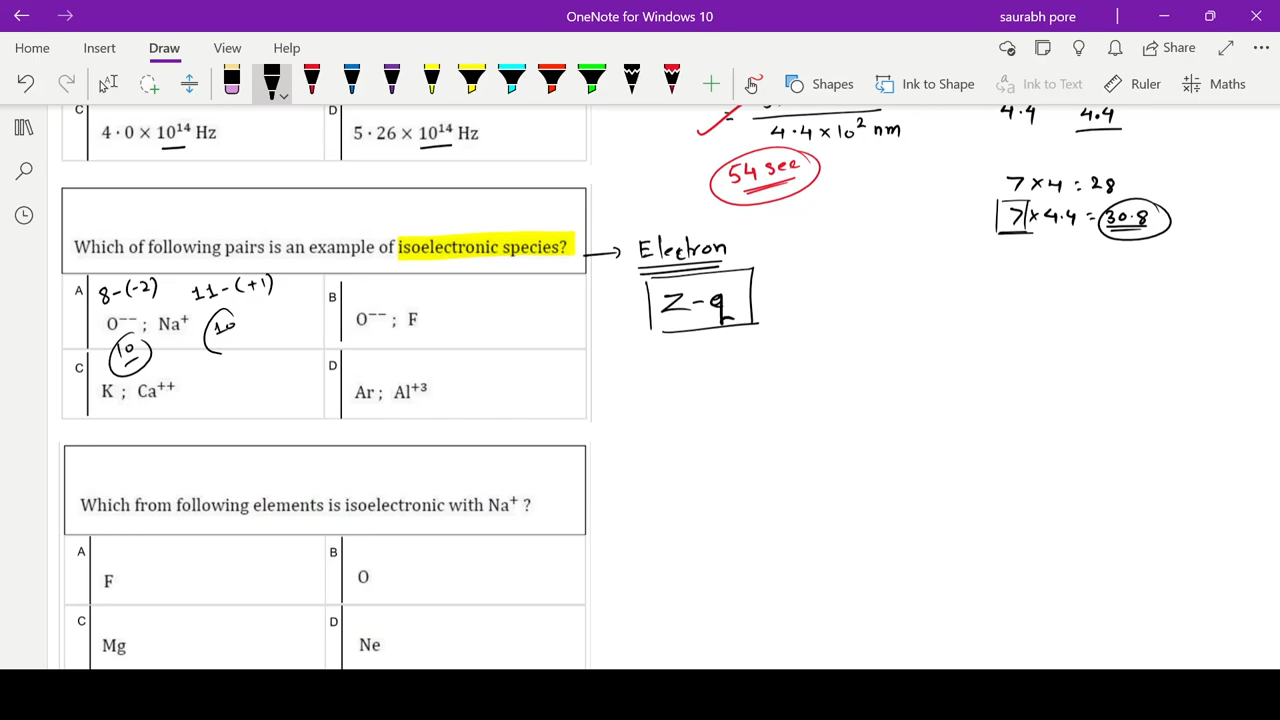 OneNote for Windows 10
saurabh pore
Home Insert Draw View Help
Share
Shapes
Ink to Shape
Ink to Text
Ruler
Maths
C
4·0 × 10¹⁴ Hz
D
5·26 × 10¹⁴ Hz
=
4.4 × 10² nm
54 sec
4.4 4.4
7 × 4 = 28
7 × 4.4 = 30.8
Which of following pairs is an example of isoelectronic species?
→ Electron
Z - q
A
8-(-2) 11-(+1)
O⁻⁻ ; Na⁺
10 10
B
O⁻⁻ ; F
C
K ; Ca⁺⁺
D
Ar ; Al⁺³
Which from following elements is isoelectronic with Na⁺ ?
A
F
B
O
C
Mg
D
Ne